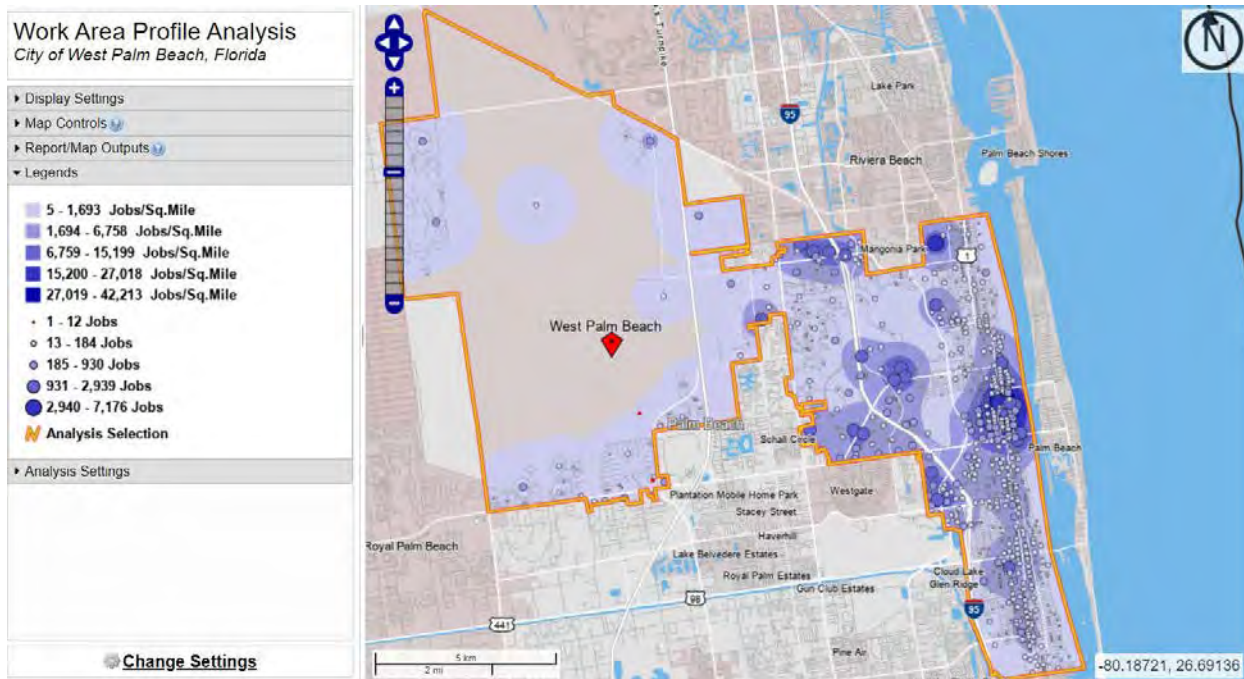 Work Area Profile Analysis
City of West Palm Beach, Florida
Display Settings
Map Controls
Report/Map Outputs
Legends
5 - 1,693 Jobs/Sq.Mile
1,694 - 6,758 Jobs/Sq.Mile
6,759 - 15,199 Jobs/Sq.Mile
15,200 - 27,018 Jobs/Sq.Mile
27,019 - 42,213 Jobs/Sq.Mile
1 - 12 Jobs
13 - 184 Jobs
185 - 930 Jobs
931 - 2,939 Jobs
2,940 - 7,176 Jobs
Analysis Selection
Analysis Settings
Change Settings
N
Lake Park
95
Riviera Beach
Palm Beach Shores
Mangonia Park
1
West Palm Beach
Palm Beach
Schall Circle
Palm Beach
Plantation Mobile Home Park
Westgate
Stacey Street
Haverhill
Royal Palm Beach
Lake Belvedere Estates
Cloud Lake
Royal Palm Estates
Glen Ridge
Gun Club Estates
98
95
441
Pine Air
5 km
2 mi
-80.18721, 26.69136